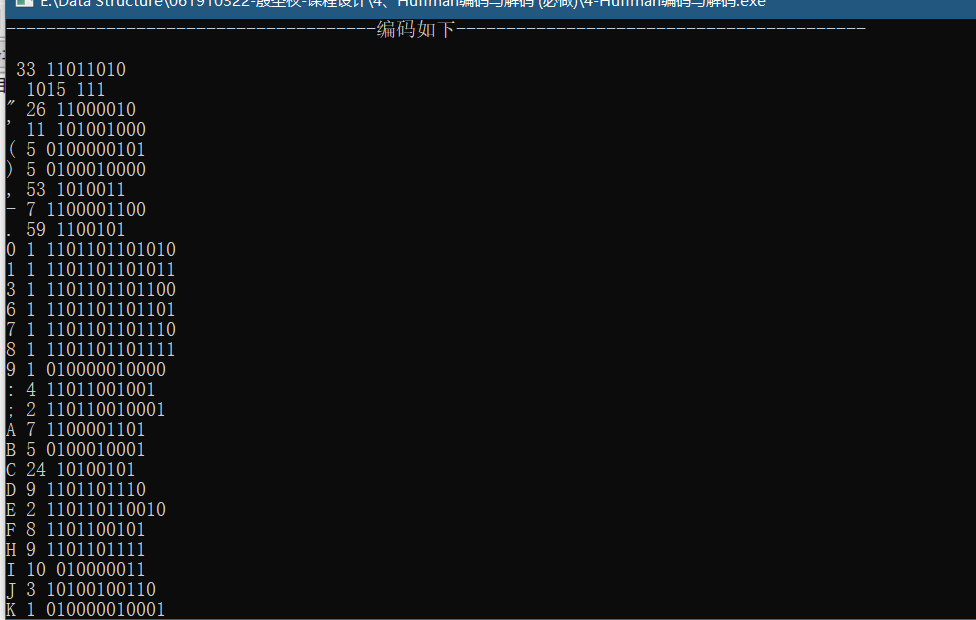 E:\Data Structure\061910322-殷尘权-课程设计\4、Huffman编码与解码 (必做)\4-Huffman编码与解码.exe
-------------------------------------编码如下-----------------------------------------
33 11011010
1015 111
" 26 11000010
' 11 101001000
( 5 0100000101
) 5 0100010000
, 53 1010011
- 7 1100001100
. 59 1100101
0 1 1101101101010
1 1 1101101101011
3 1 1101101101100
6 1 1101101101101
7 1 1101101101110
8 1 1101101101111
9 1 010000010000
: 4 11011001001
; 2 110110010001
A 7 1100001101
B 5 0100010001
C 24 10100101
D 9 1101101110
E 2 110110110010
F 8 1101100101
H 9 1101101111
I 10 010000011
J 3 10100100110
K 1 010000010001